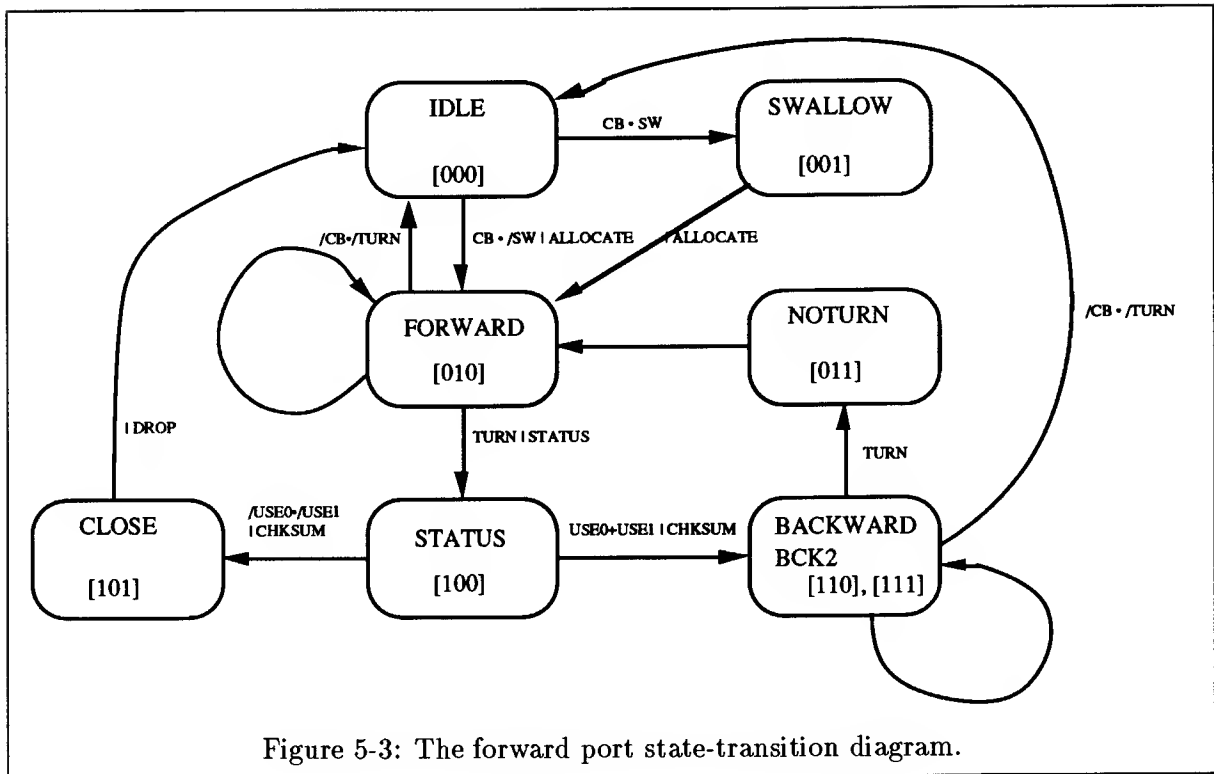 IDLE
[000]
CB • SW
SWALLOW
[001]
/CB•/TURN
CB • /SW | ALLOCATE
| ALLOCATE
/CB • /TURN
FORWARD
[010]
NOTURN
[011]
| DROP
TURN | STATUS
TURN
CLOSE
[101]
/USE0•/USE1
| CHKSUM
STATUS
[100]
USE0+USE1 | CHKSUM
BACKWARD
BCK2
[110], [111]
Figure 5-3: The forward port state-transition diagram.